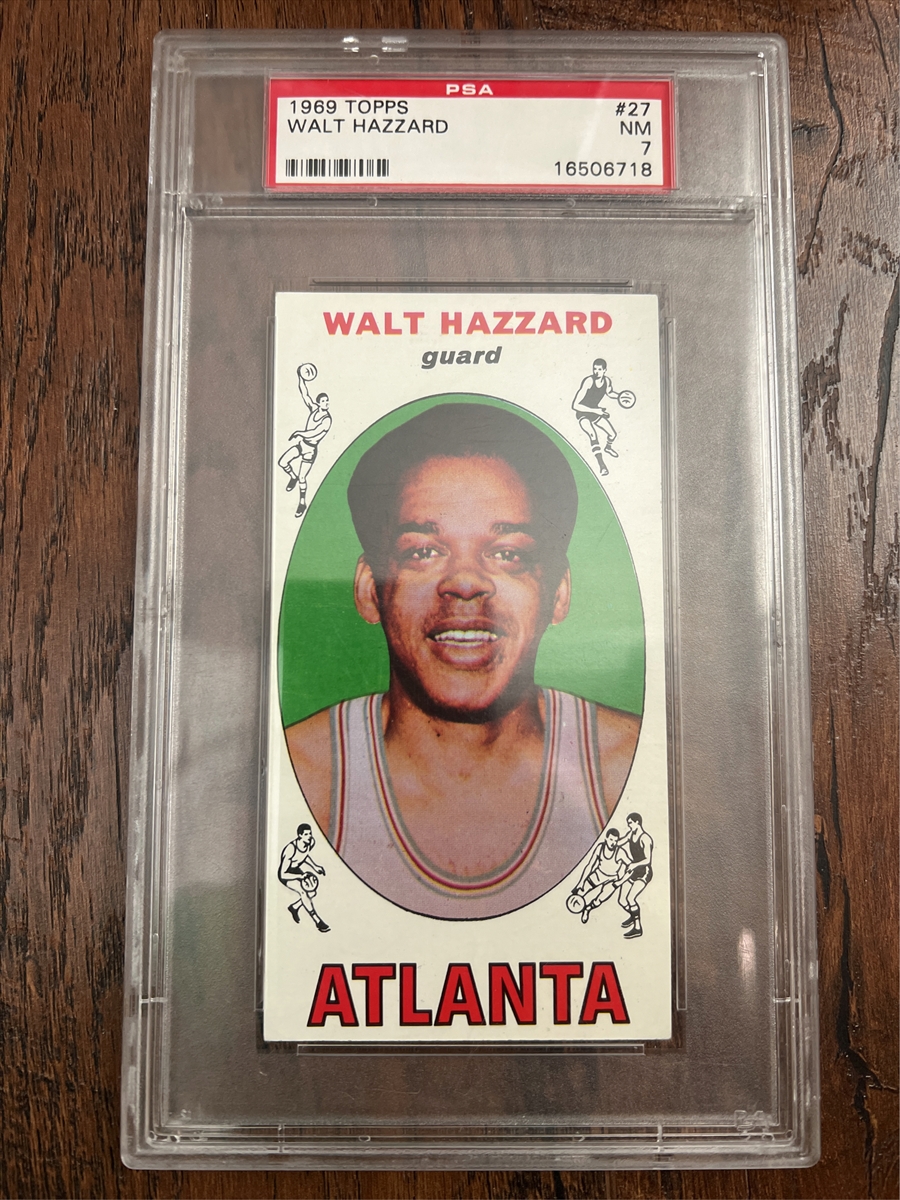 PSA
1969 TOPPS #27
WALT HAZZARD NM
7
16506718
WALT HAZZARD
guard
ATLANTA